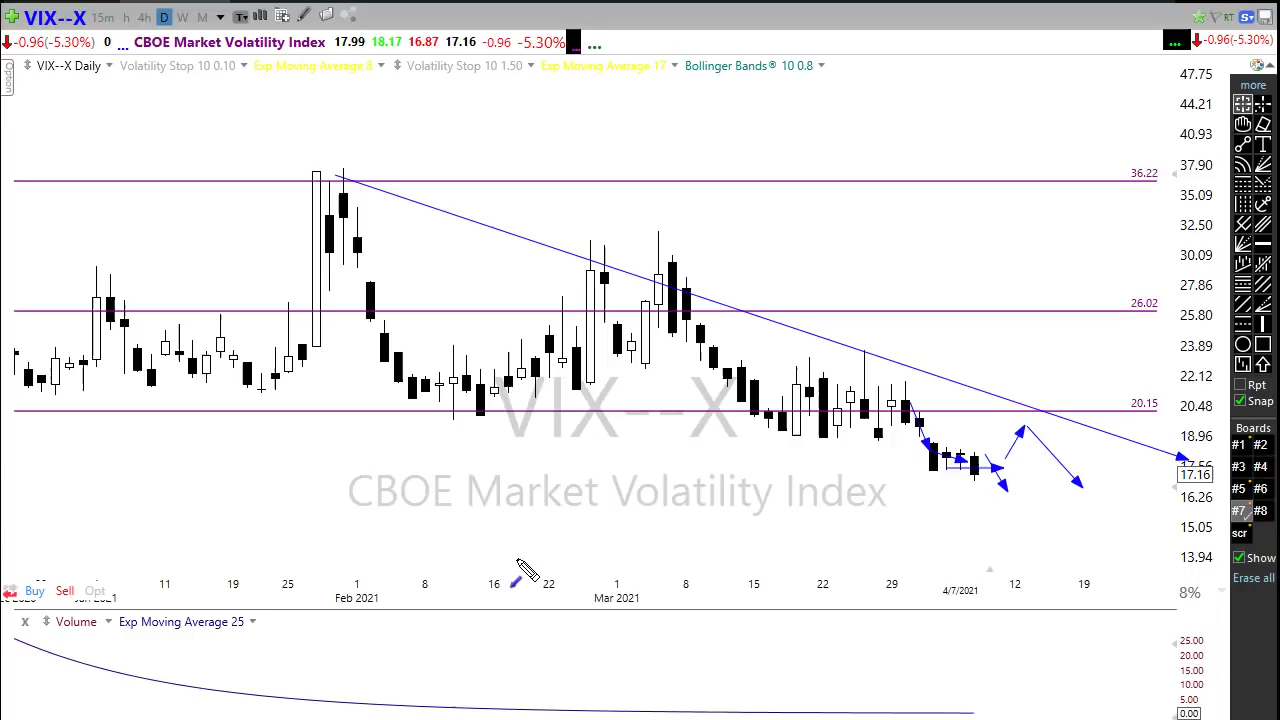 VIX--X 15m h 4h D W M T RT S
-0.96(-5.30%) 0 ... CBOE Market Volatility Index 17.99 18.17 16.87 17.16 -0.96 -5.30% ... ... ... -0.96(-5.30%)
Option
VIX--X Daily Volatility Stop 10 0.10 Exp Moving Average 8 Volatility Stop 10 1.50 Exp Moving Average 17 Bollinger Bands® 10 0.8
47.75
more
44.21
40.93
37.90
36.22
35.09
32.50
30.09
27.86
26.02
25.80
23.89
22.12
Rpt
20.15
Snap
20.48
VIX--X
Boards
18.96
#1 #2
17.16
#3 #4
CBOE Market Volatility Index
16.26
#5 #6
#7 #8
15.05
scr
13.94
Show
11 19 25 1 8 16 22 1 8 15 22 29 12 19
Erase all
Buy Sell Opt
Feb 2021 Mar 2021 4/7/2021
8%
X Volume Exp Moving Average 25
25.00
20.00
15.00
10.00
5.00
0.00